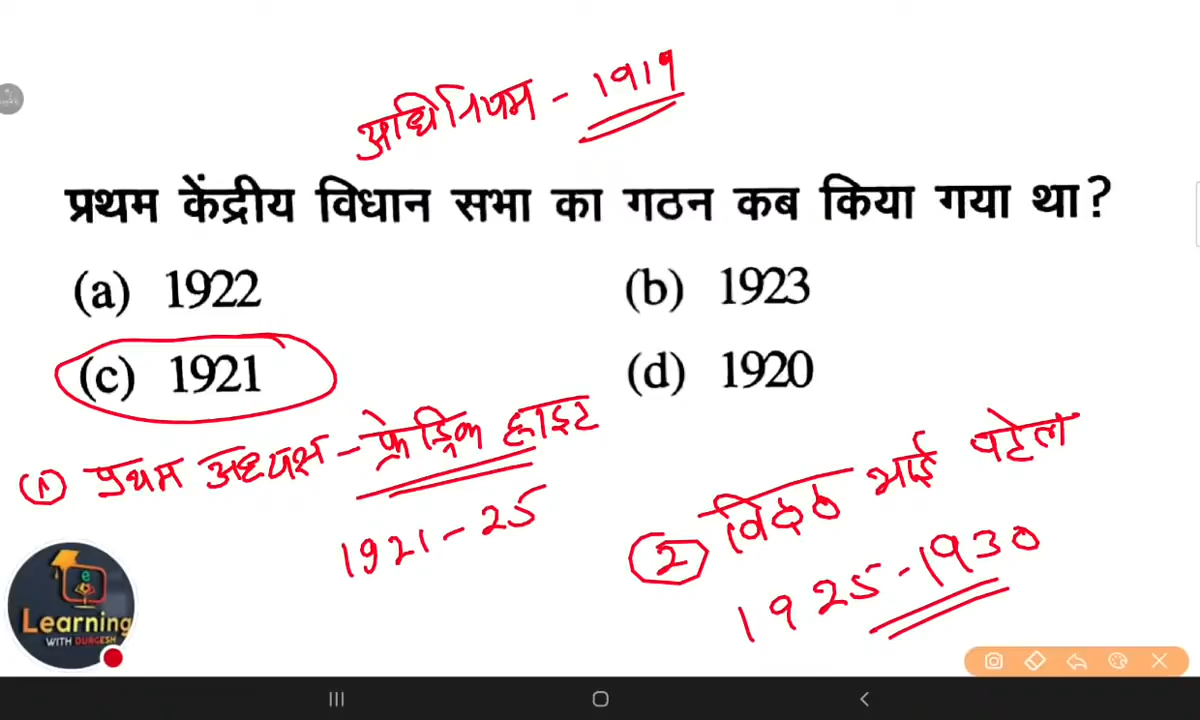 अधिनियम - 1919
प्रथम केंद्रीय विधान सभा का गठन कब किया गया था?
(a) 1922
(b) 1923
(c) 1921
(d) 1920
① प्रथम अध्यक्ष - फ्रेड्रिक ह्वाइट
1921-25
② विठ्ठ भाई पटेल
1925-1930
e
Learning
WITH DURGESH